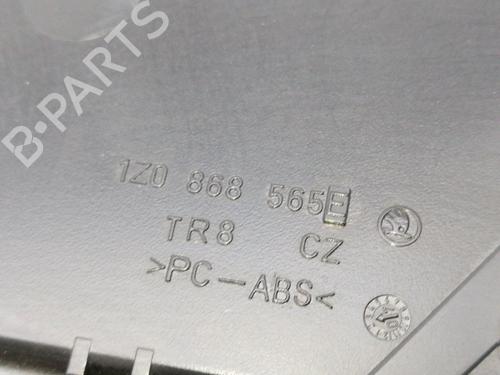 B-PARTS
1Z0 868 565E
TR8 CZ
>PC-ABS<